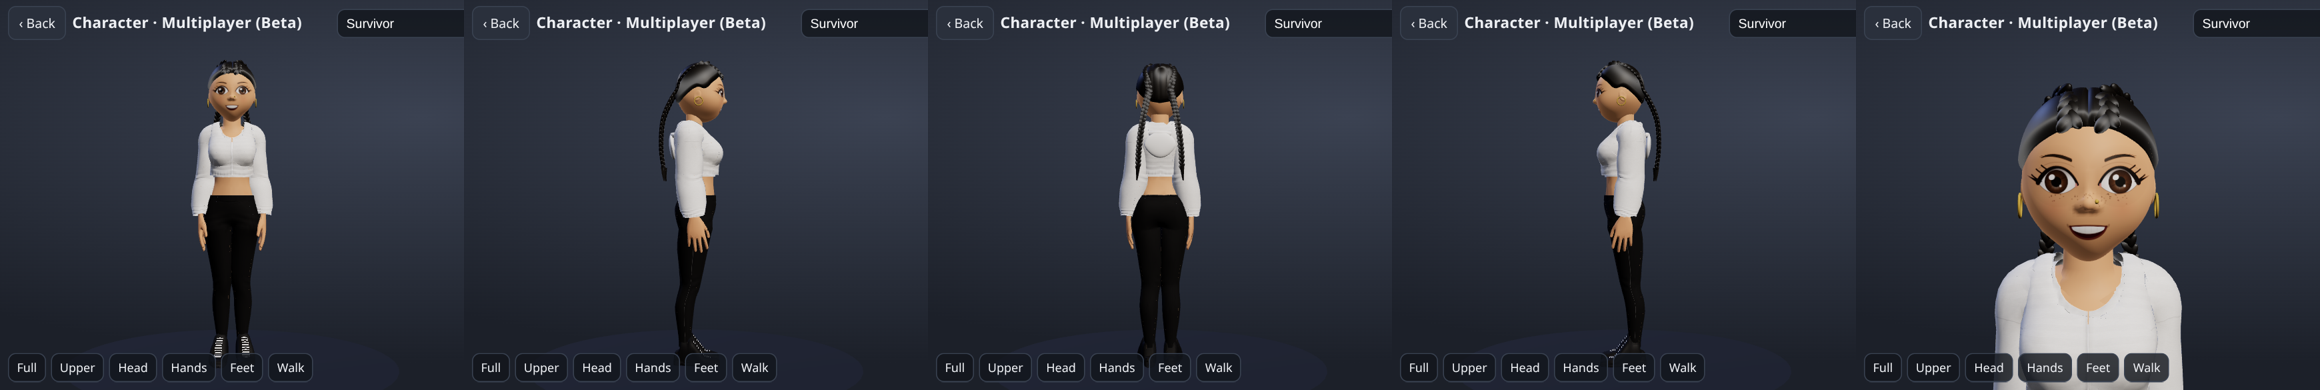 ‹ Back Character · Multiplayer (Beta) Survivor
Full Upper Head Hands Feet Walk
‹ Back Character · Multiplayer (Beta) Survivor
Full Upper Head Hands Feet Walk
‹ Back Character · Multiplayer (Beta) Survivor
Full Upper Head Hands Feet Walk
‹ Back Character · Multiplayer (Beta) Survivor
Full Upper Head Hands Feet Walk
‹ Back Character · Multiplayer (Beta) Survivor
Full Upper Head Hands Feet Walk